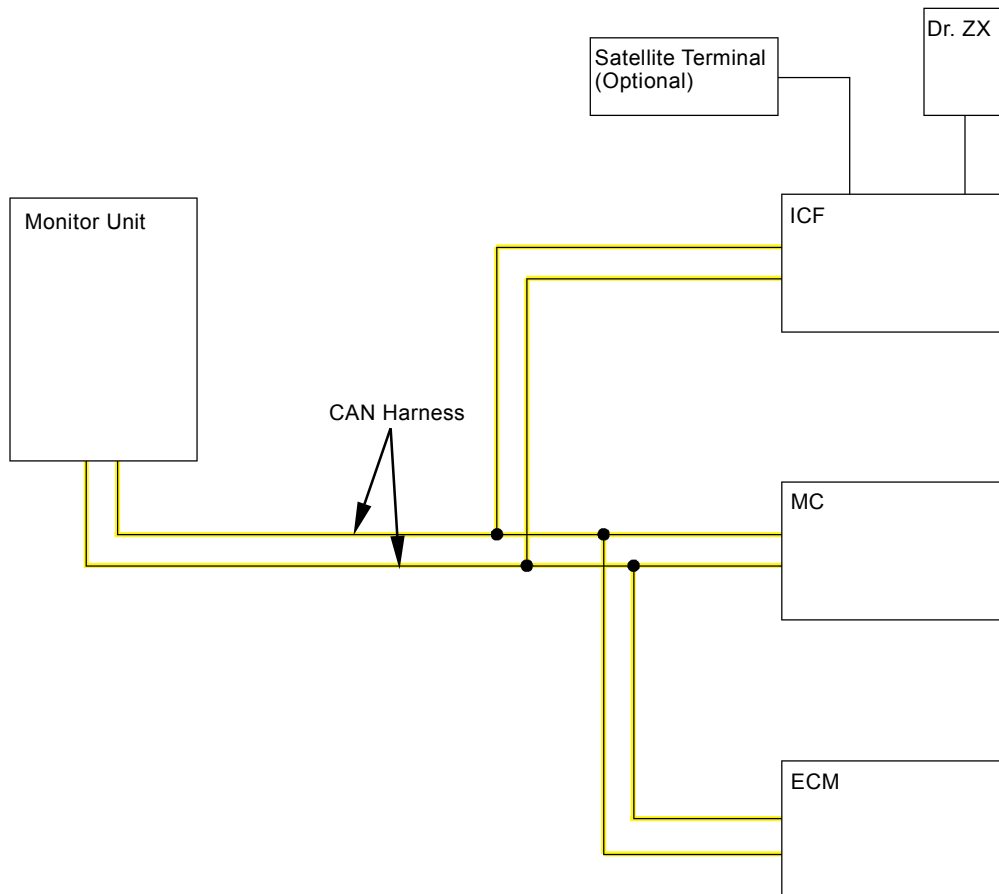 Dr. ZX
Satellite Terminal
(Optional)
ICF
Monitor Unit
CAN Harness
MC
ECM